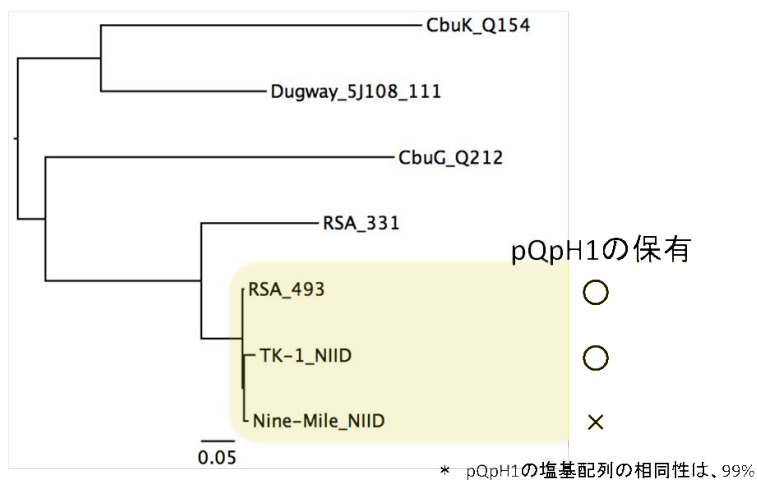 CbuK_Q154
Dugway_5J108_111
CbuG_Q212
RSA_331
pQpH1の保有
RSA_493 ○
TK-1_NIID ○
Nine-Mile_NIID ×
0.05
* pQpH1の塩基配列の相同性は、99%